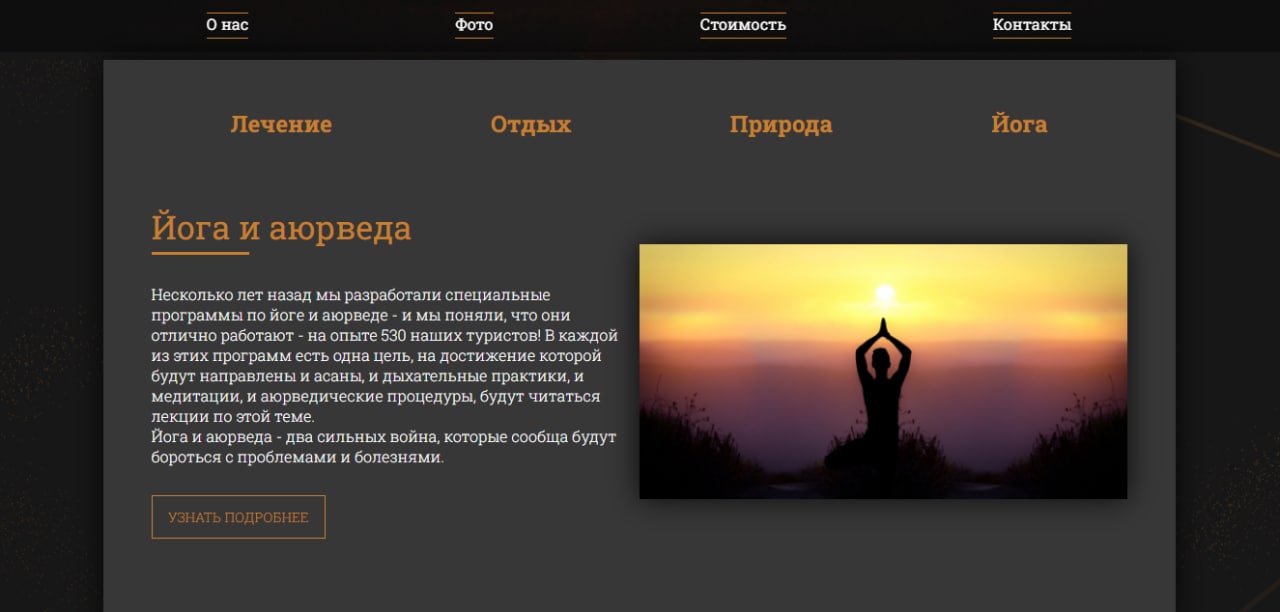 О нас Фото Стоимость Контакты
Лечение Отдых Природа Йога
Йога и аюрведа
Несколько лет назад мы разработали специальные
программы по йоге и аюрведе - и мы поняли, что они
отлично работают - на опыте 530 наших туристов! В каждой
из этих программ есть одна цель, на достижение которой
будут направлены и асаны, и дыхательные практики, и
медитации, и аюрведические процедуры, будут читаться
лекции по этой теме.
Йога и аюрведа - два сильных война, которые сообща будут
бороться с проблемами и болезнями.
УЗНАТЬ ПОДРОБНЕЕ